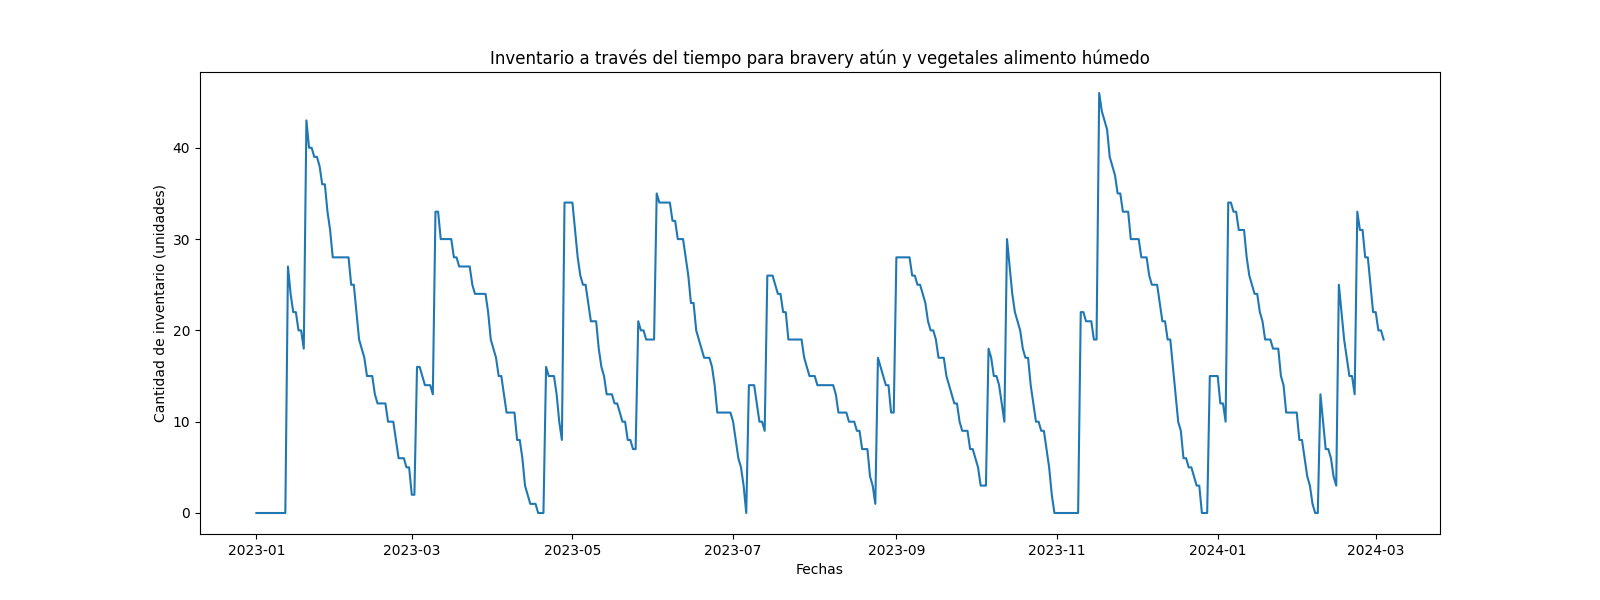 Inventario a través del tiempo para bravery atún y vegetales alimento húmedo
Cantidad de inventario (unidades)
40
30
20
10
0
2023-01 2023-03 2023-05 2023-07 2023-09 2023-11 2024-01 2024-03
Fechas